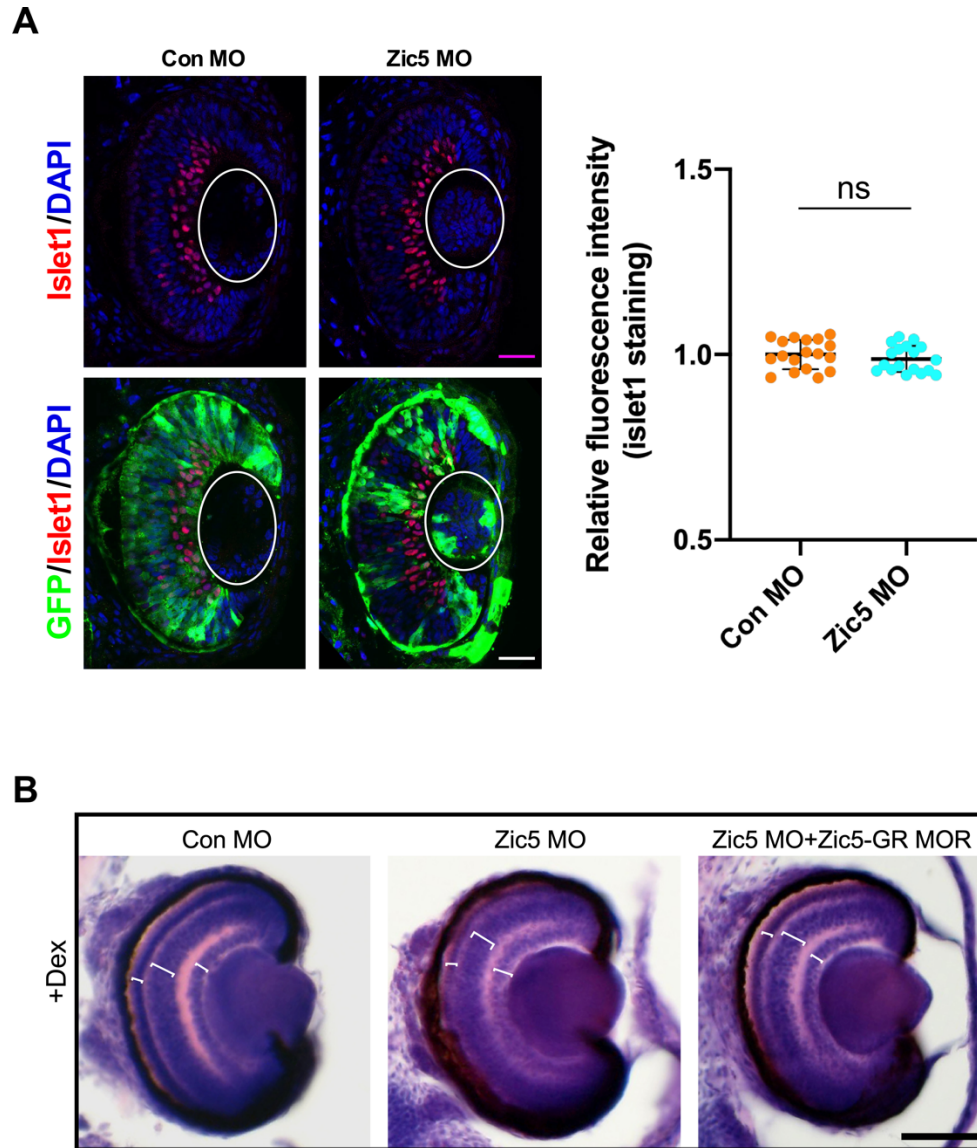 A
Con MO
Zic5 MO
Islet1/DAPI
GFP/Islet1/DAPI
Relative fluorescence intensity
(islet1 staining)
1.5
1.0
0.5
ns
Con MO
Zic5 MO
B
+Dex
Con MO
Zic5 MO
Zic5 MO+Zic5-GR MOR